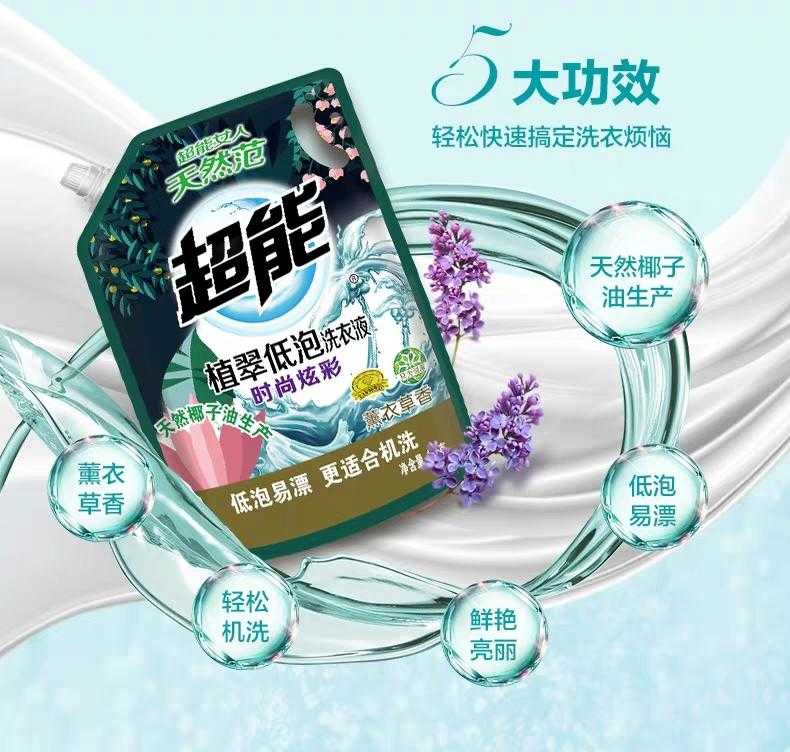 5大功效
轻松快速搞定洗衣烦恼
超能女人
天然范
超能
®
植翠低泡洗衣液
时尚炫彩
天然椰子油生产
薰衣草香
低泡易漂 更适合机洗
净含量
天然椰子
油生产
低泡
易漂
鲜艳
亮丽
轻松
机洗
薰衣
草香